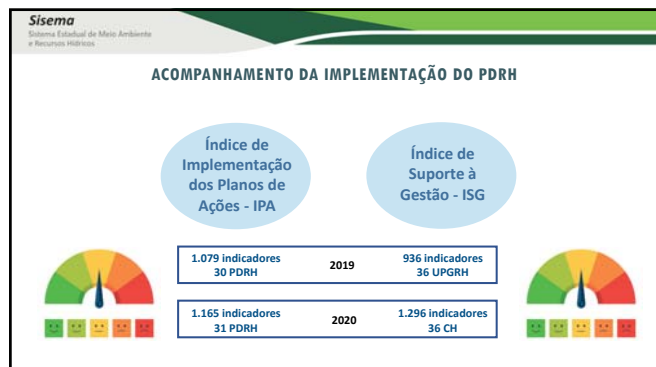 Sisema
Sistema Estadual de Meio Ambiente
e Recursos Hídricos
ACOMPANHAMENTO DA IMPLEMENTAÇÃO DO PDRH
Índice de
Implementação
dos Planos de
Ações - IPA
Índice de
Suporte à
Gestão - ISG
1.079 indicadores
30 PDRH
2019
936 indicadores
36 UPGRH
1.165 indicadores
31 PDRH
2020
1.296 indicadores
36 CH